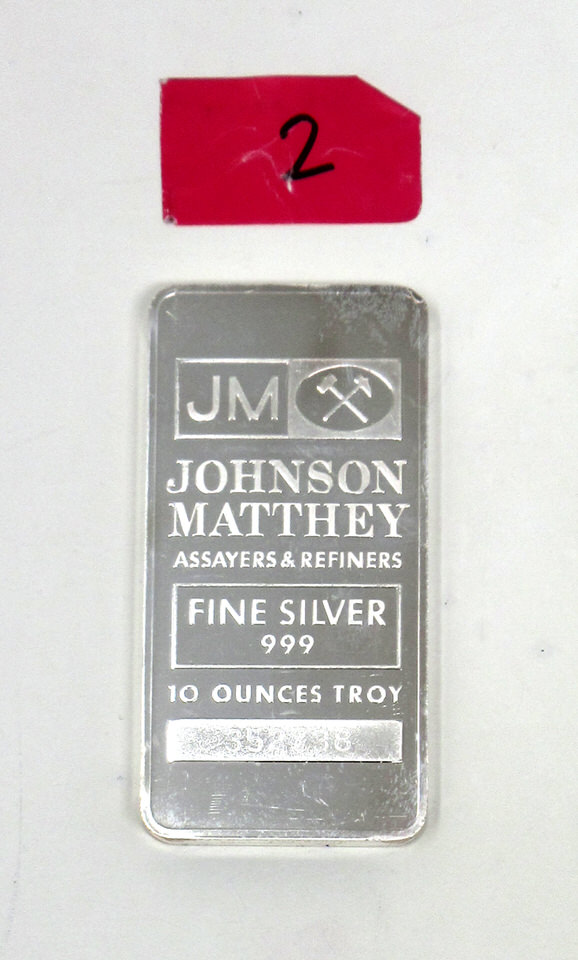 2
JM
JOHNSON
MATTHEY
ASSAYERS & REFINERS
FINE SILVER
999
10 OUNCES TROY